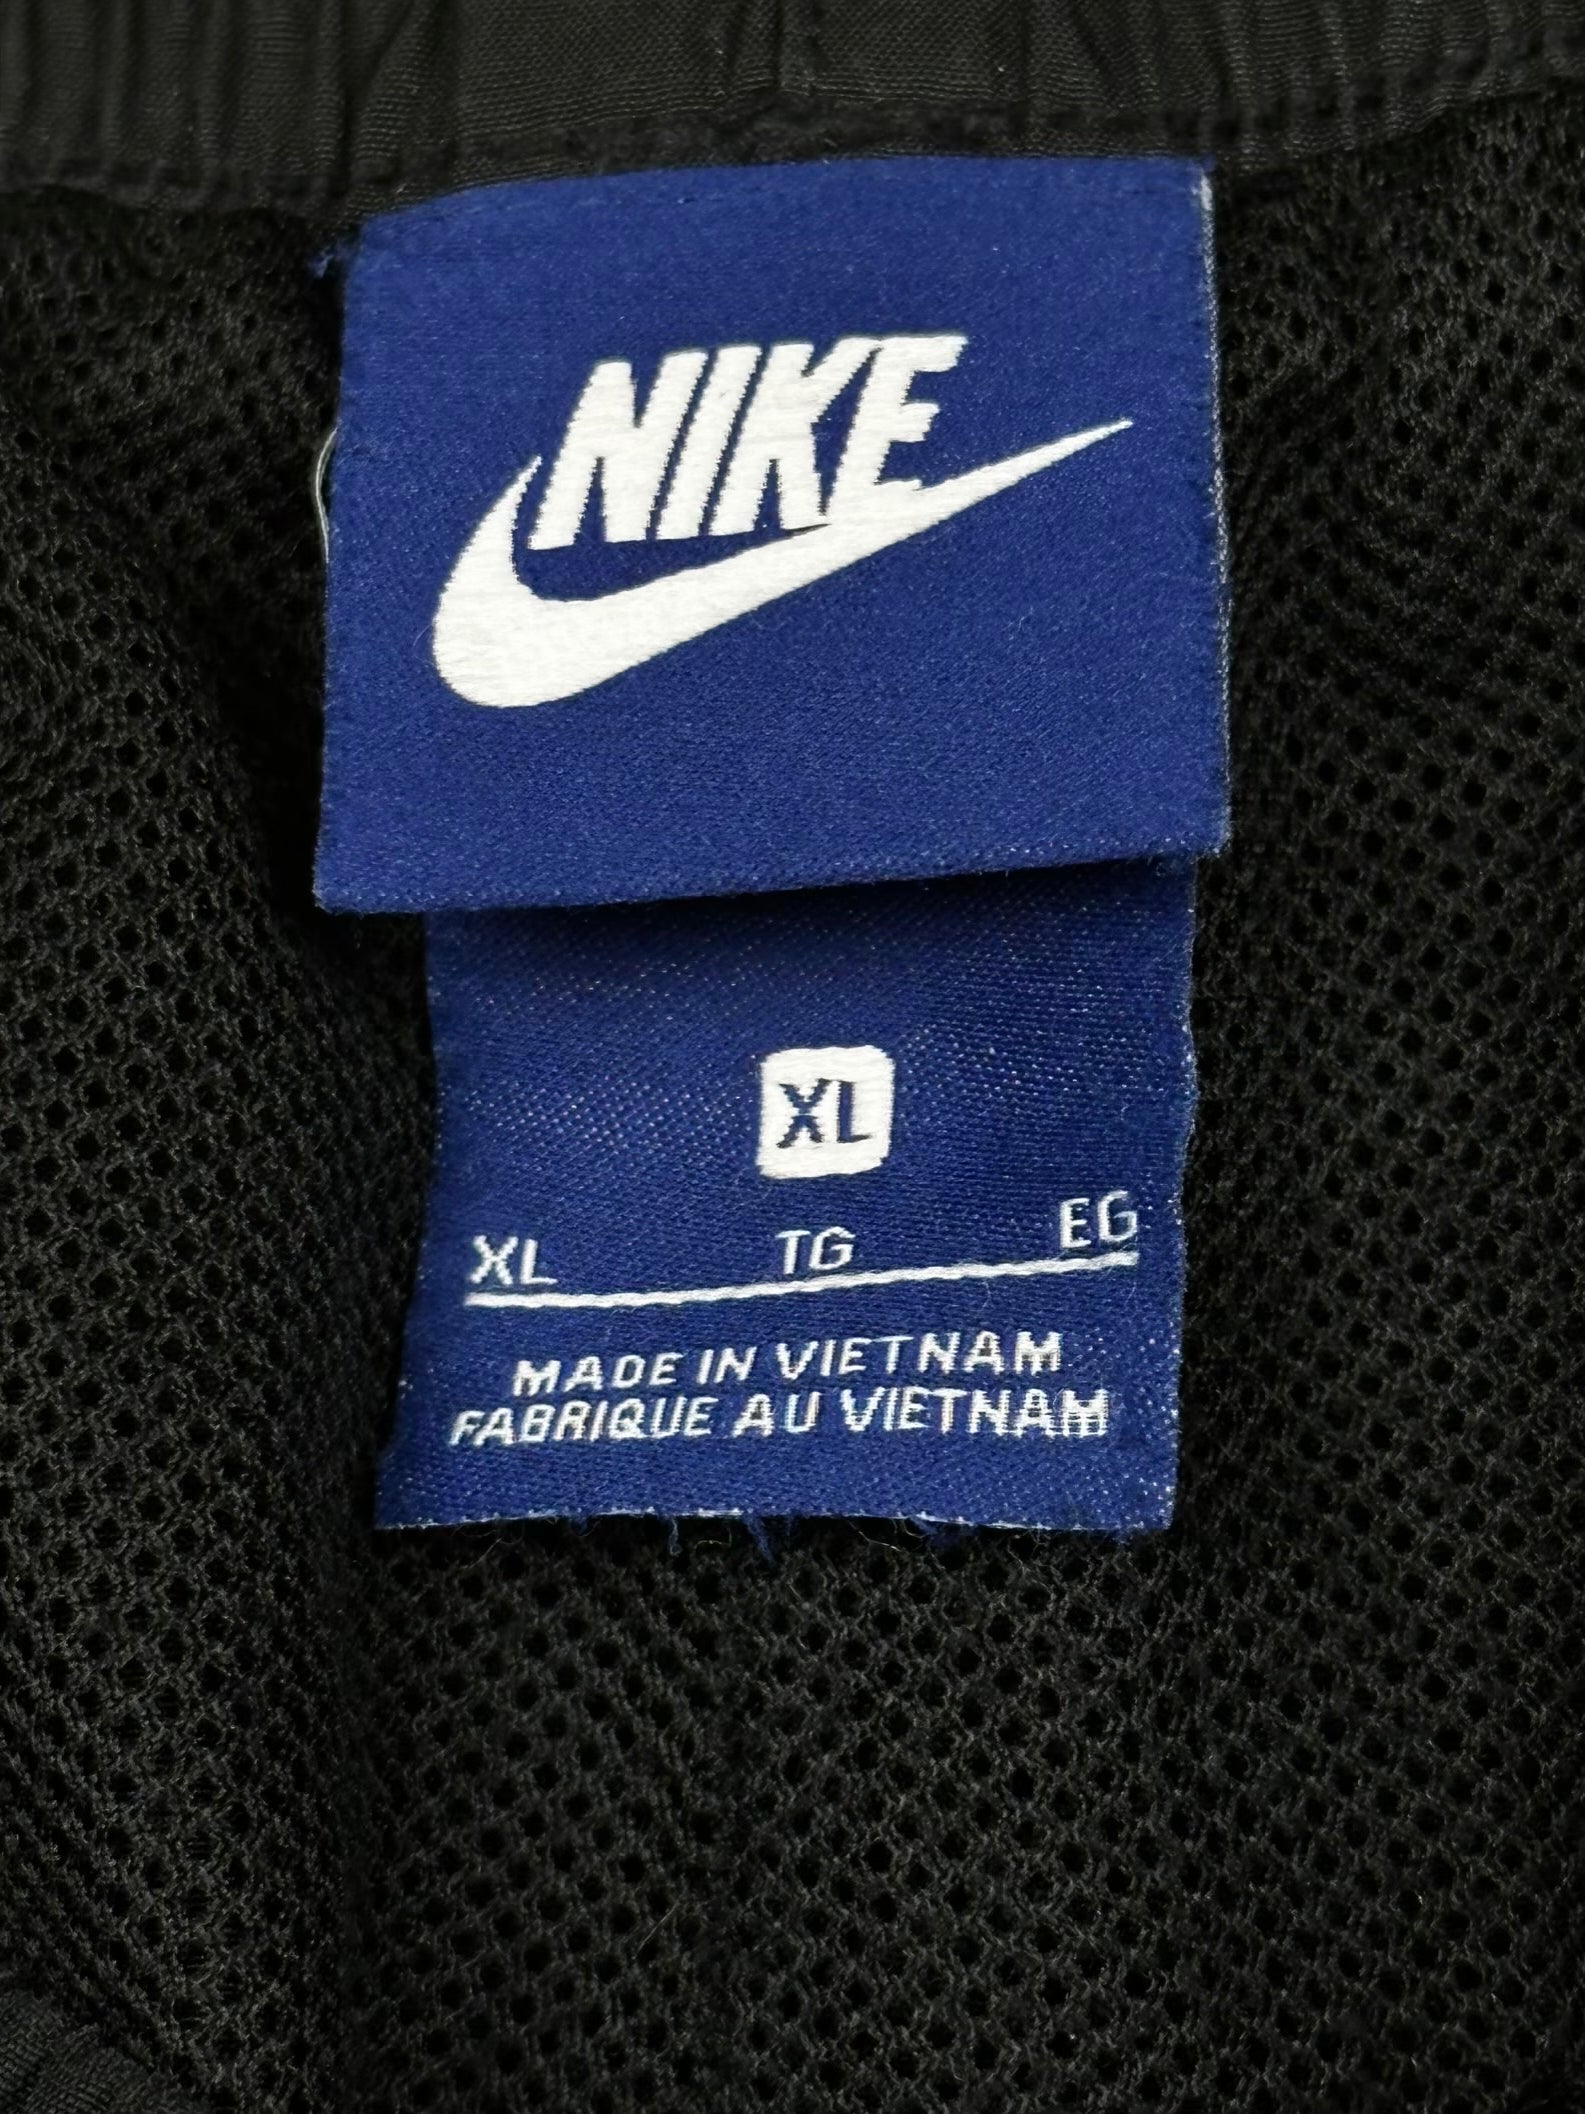 NIKE
XL
XL TG EG
MADE IN VIETNAM
FABRIQUE AU VIETNAM